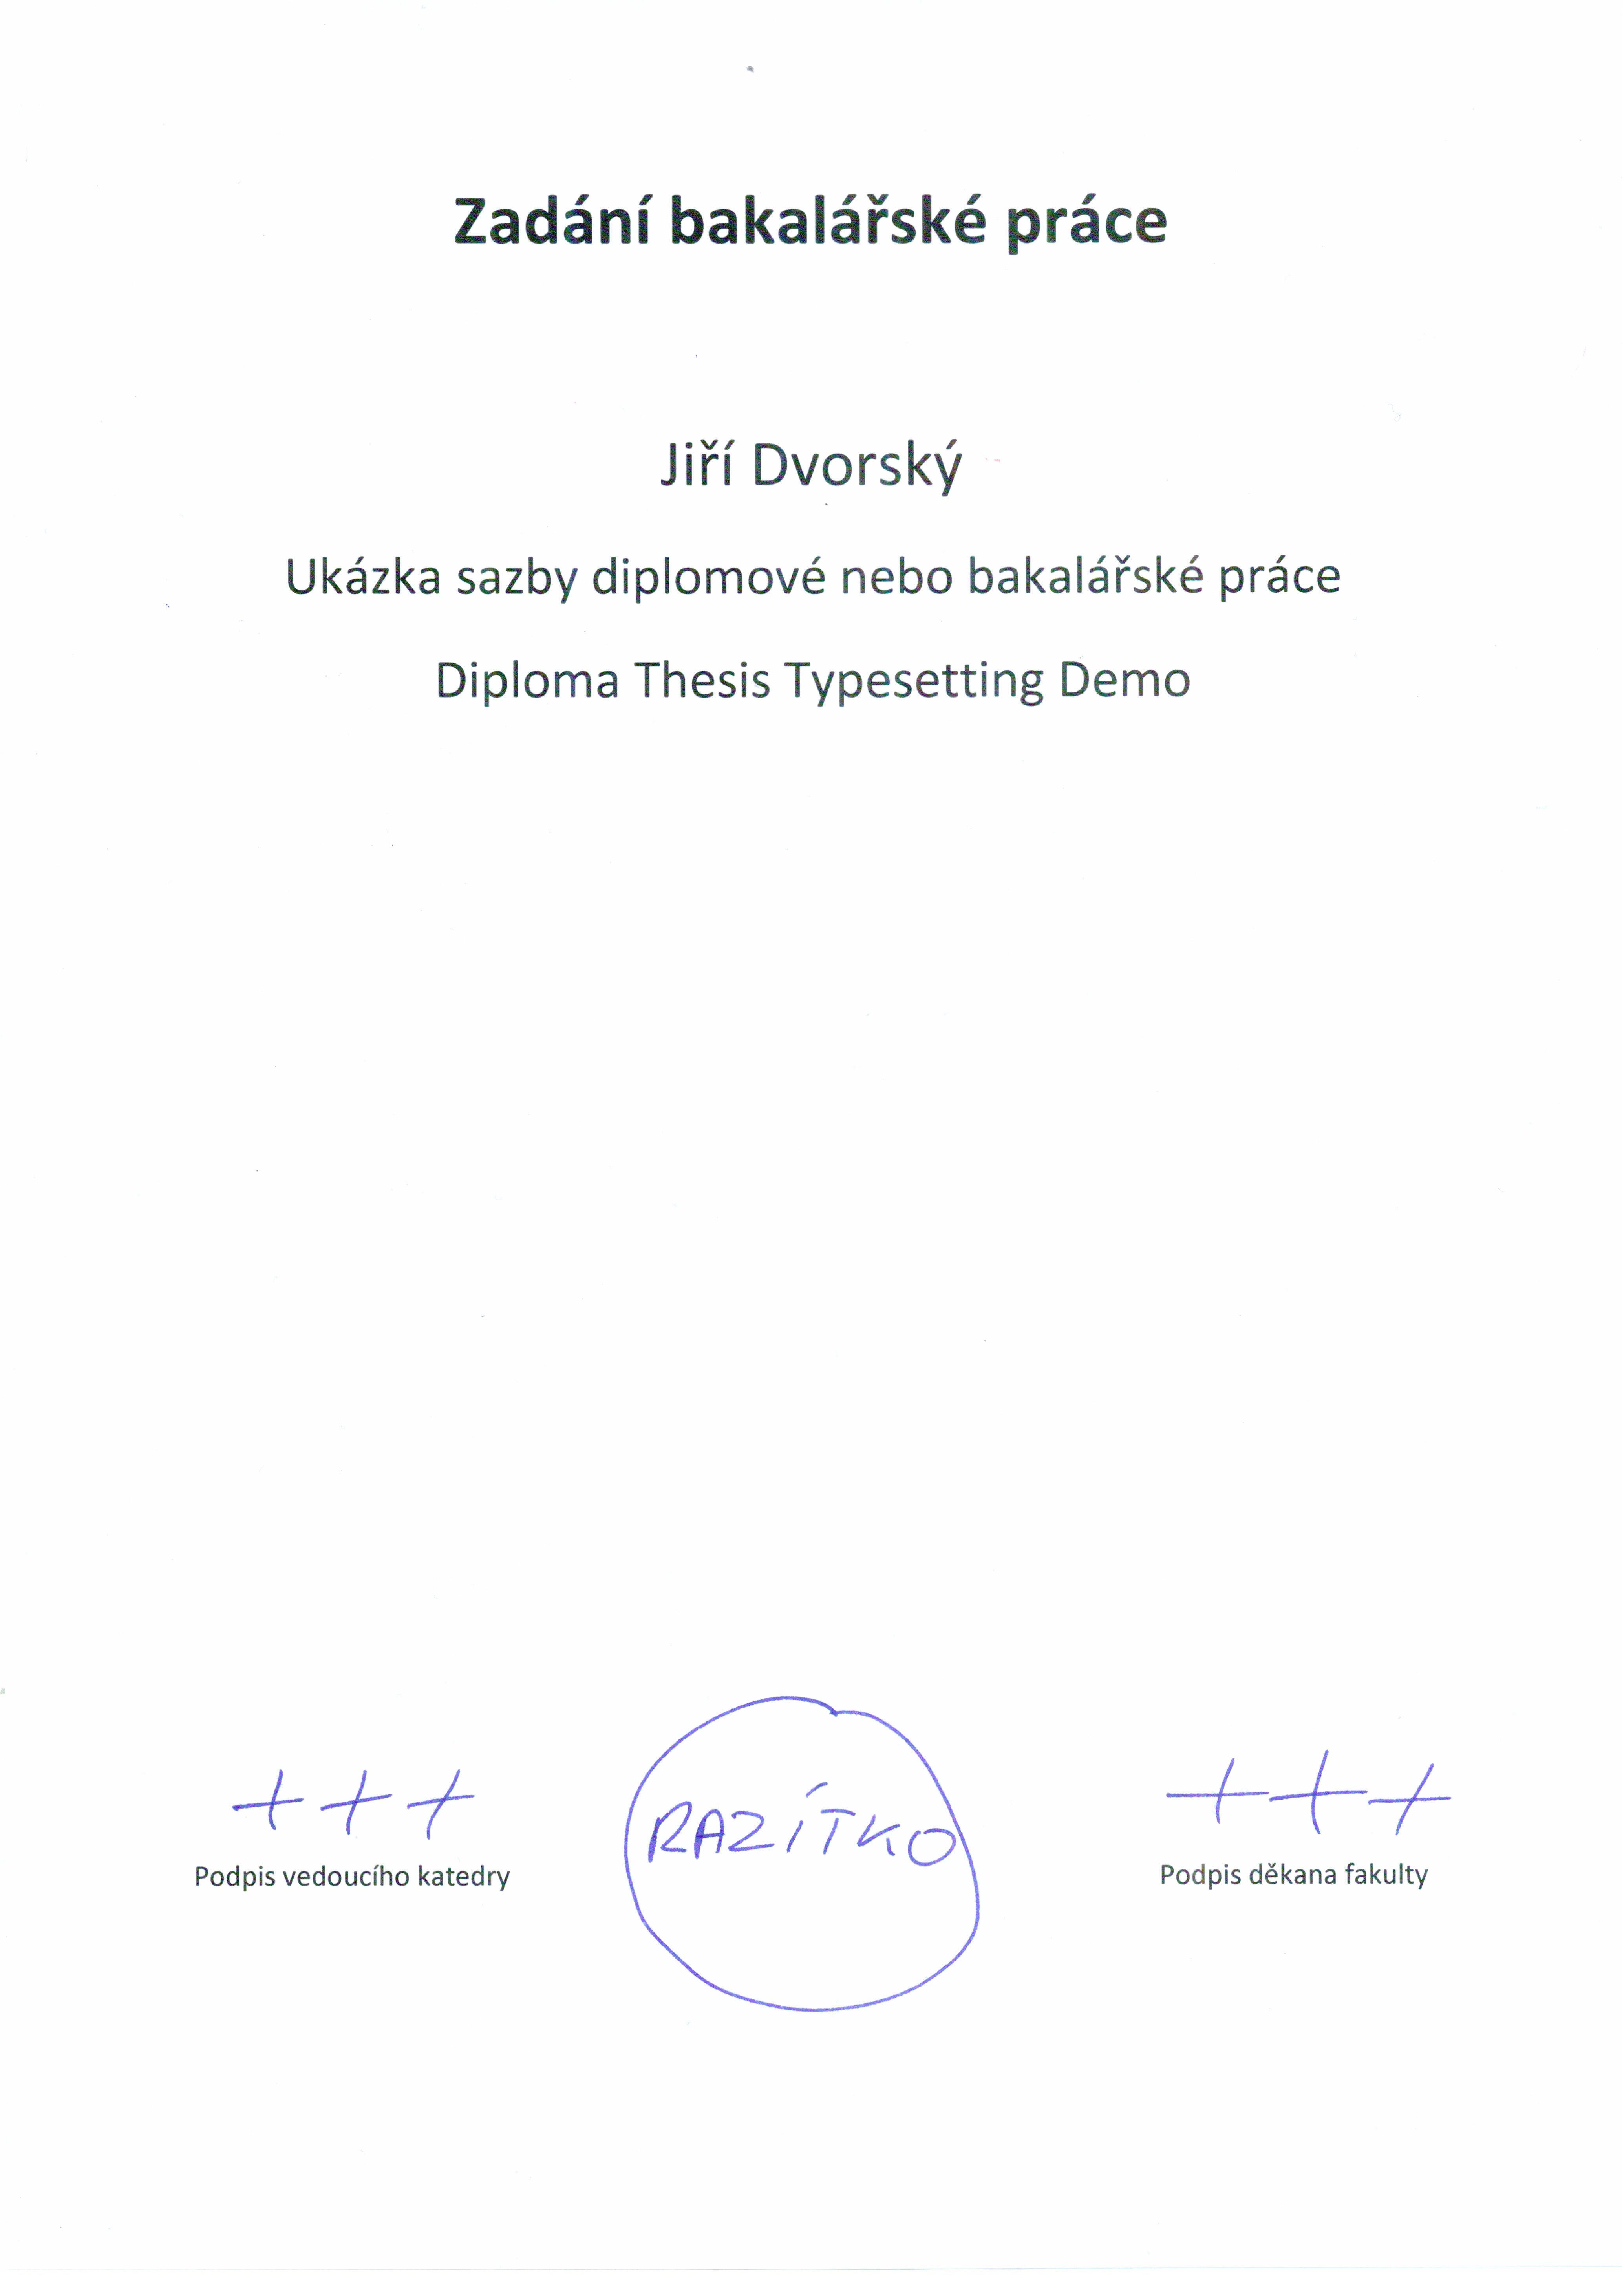 Zadání bakalářské práce
Jiří Dvorský
Ukázka sazby diplomové nebo bakalářské práce
Diploma Thesis Typesetting Demo
+++
RAZÍTKO
+++
Podpis vedoucího katedry
Podpis děkana fakulty